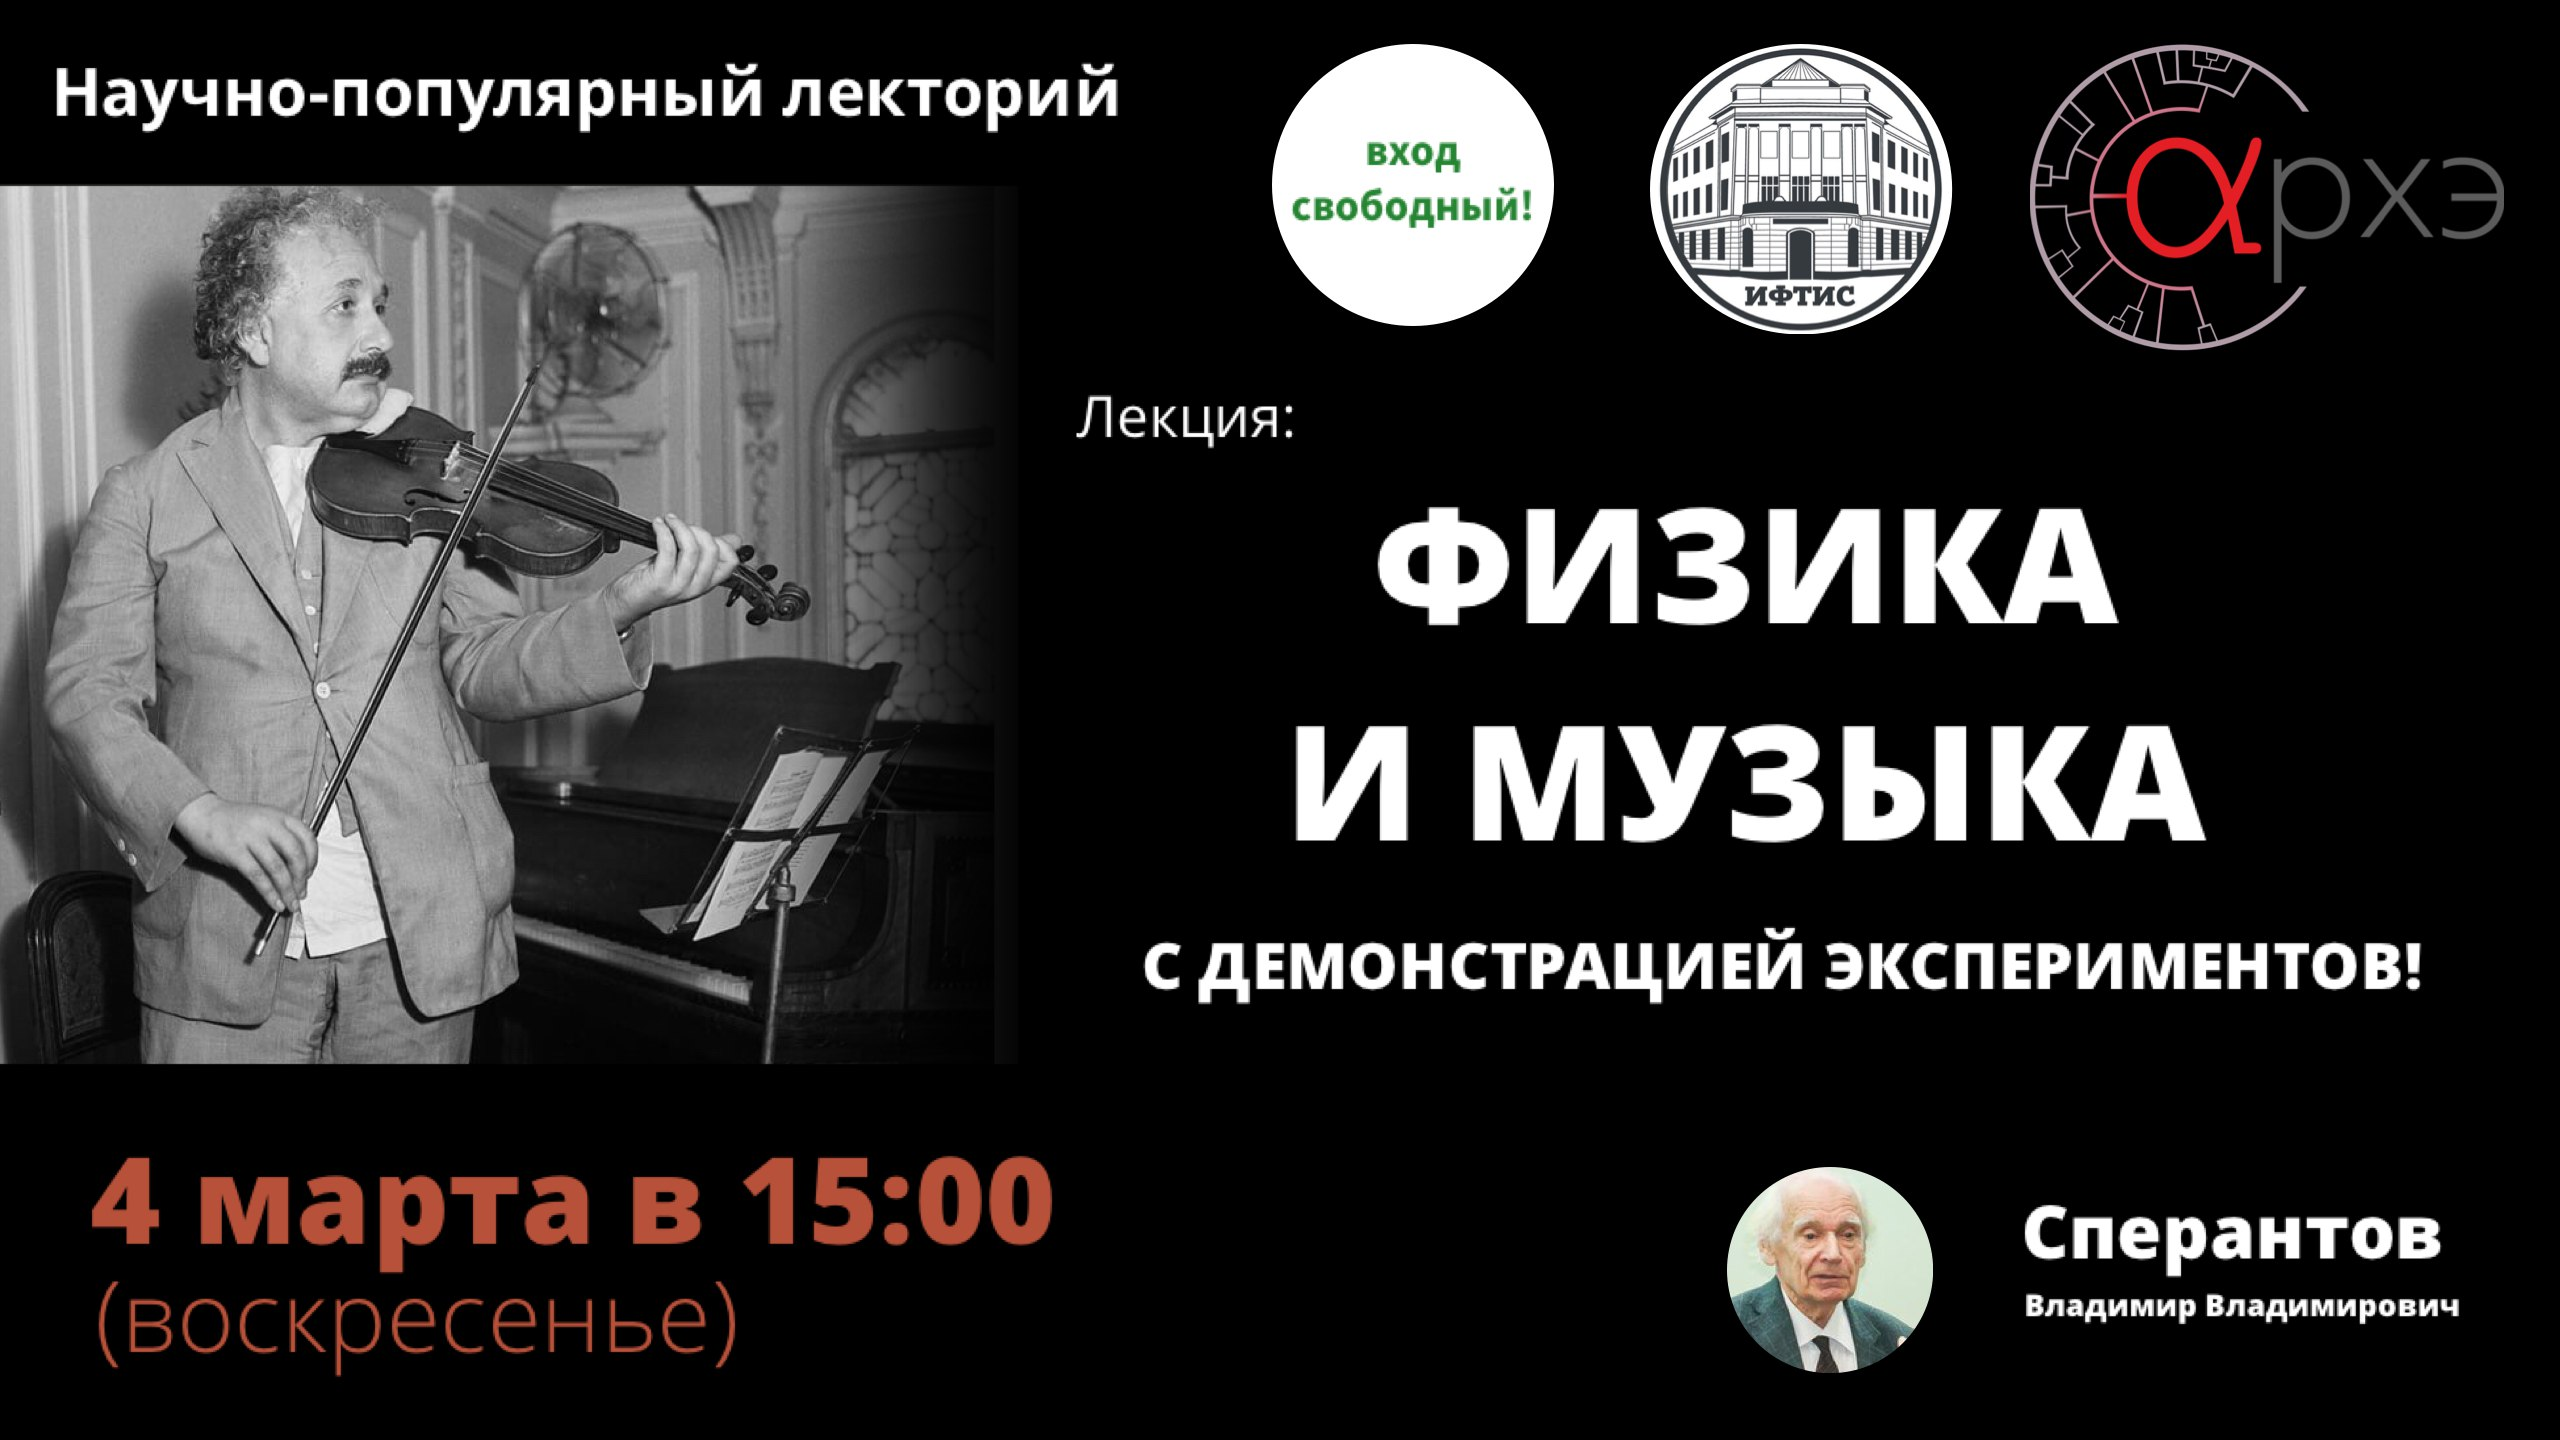 Научно-популярный лекторий
вход
свободный!
ИФТИС
αрхэ
Лекция:
ФИЗИКА
И МУЗЫКА
С ДЕМОНСТРАЦИЕЙ ЭКСПЕРИМЕНТОВ!
4 марта в 15:00
(воскресенье)
Сперантов
Владимир Владимирович